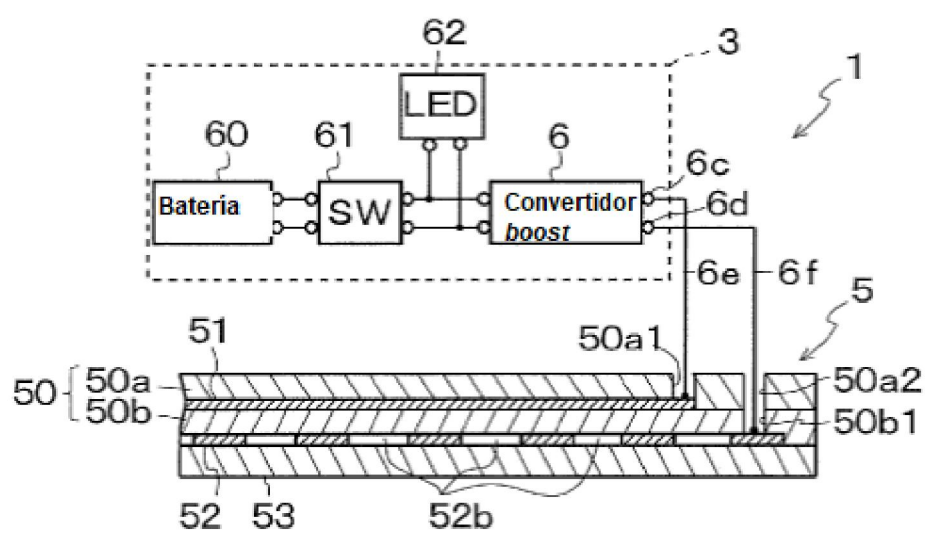 62
3
1
LED
60
61
6
6c
Batería
SW
Convertidor
boost
6d
6e
6f
5
51
50a1
50
50a
50a2
50b
50b1
52
53
52b